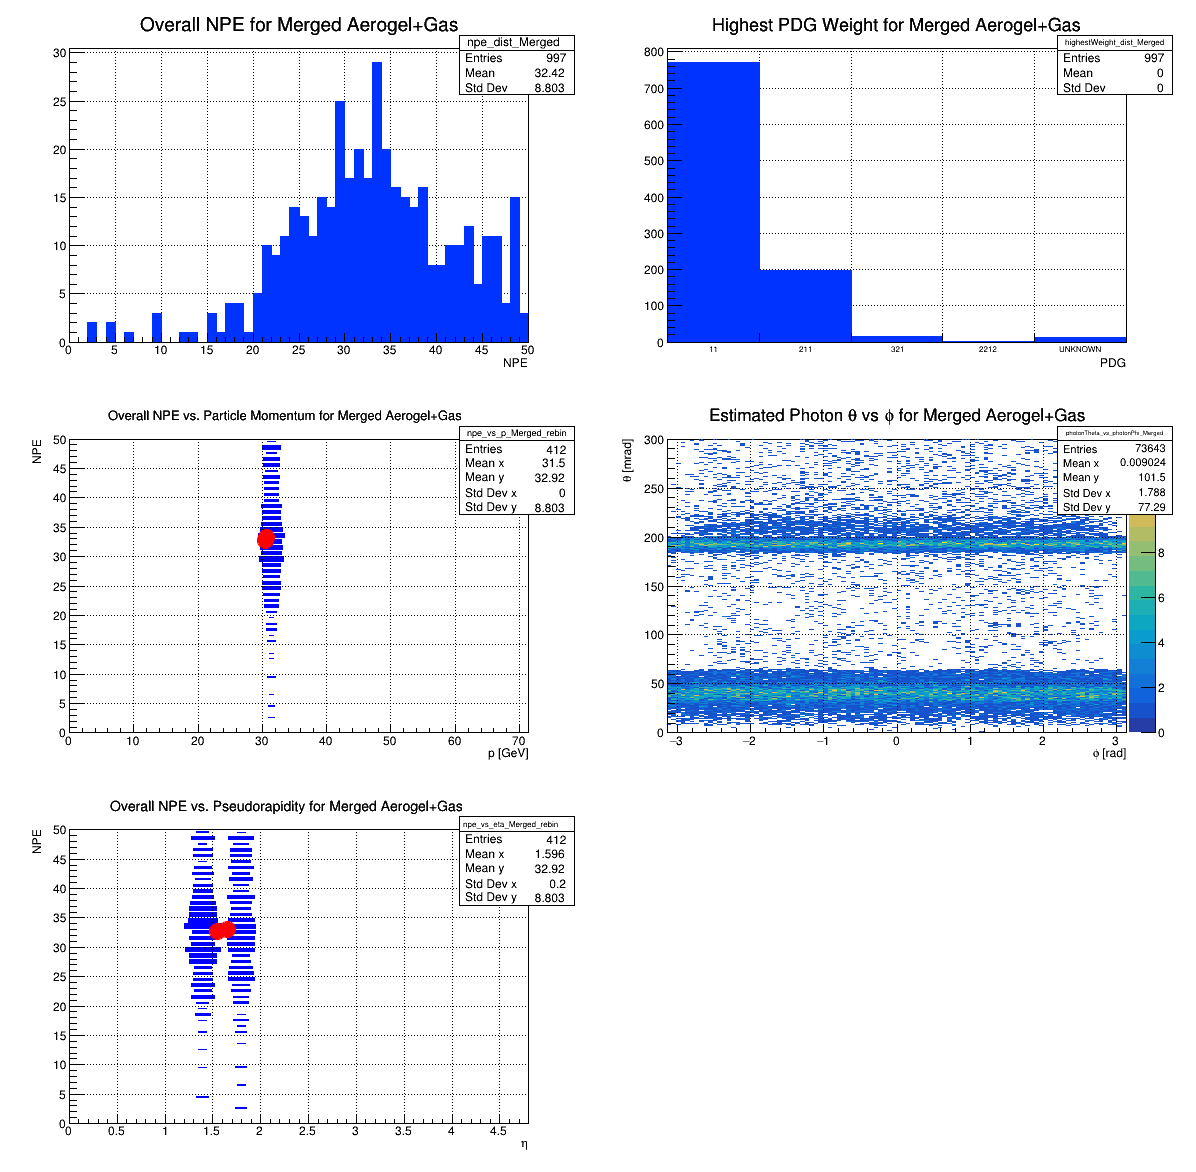 Overall NPE for Merged Aerogel+Gas
npe_dist_Merged
Entries 997
Mean 32.42
Std Dev 8.803
30
25
20
15
10
5
0
0 5 10 15 20 25 30 35 40 45 50
NPE
Highest PDG Weight for Merged Aerogel+Gas
highestWeight_dist_Merged
Entries 997
Mean 0
Std Dev 0
800
700
600
500
400
300
200
100
0
11 211 321 2212 UNKNOWN
PDG
Overall NPE vs. Particle Momentum for Merged Aerogel+Gas
npe_vs_p_Merged_rebin
Entries 412
Mean x 31.5
Mean y 32.92
Std Dev x 0
Std Dev y 8.803
NPE
50
45
40
35
30
25
20
15
10
5
0
0 10 20 30 40 50 60 70
p [GeV]
Estimated Photon θ vs ϕ for Merged Aerogel+Gas
photonTheta_vs_photonPhi_Merged
Entries 73643
Mean x 0.009024
Mean y 101.5
Std Dev x 1.788
Std Dev y 77.29
θ [mrad]
300
250
200
150
100
50
0
−3 −2 −1 0 1 2 3
ϕ [rad]
8
6
4
2
0
Overall NPE vs. Pseudorapidity for Merged Aerogel+Gas
npe_vs_eta_Merged_rebin
Entries 412
Mean x 1.596
Mean y 32.92
Std Dev x 0.2
Std Dev y 8.803
NPE
50
45
40
35
30
25
20
15
10
5
0
0 0.5 1 1.5 2 2.5 3 3.5 4 4.5
η